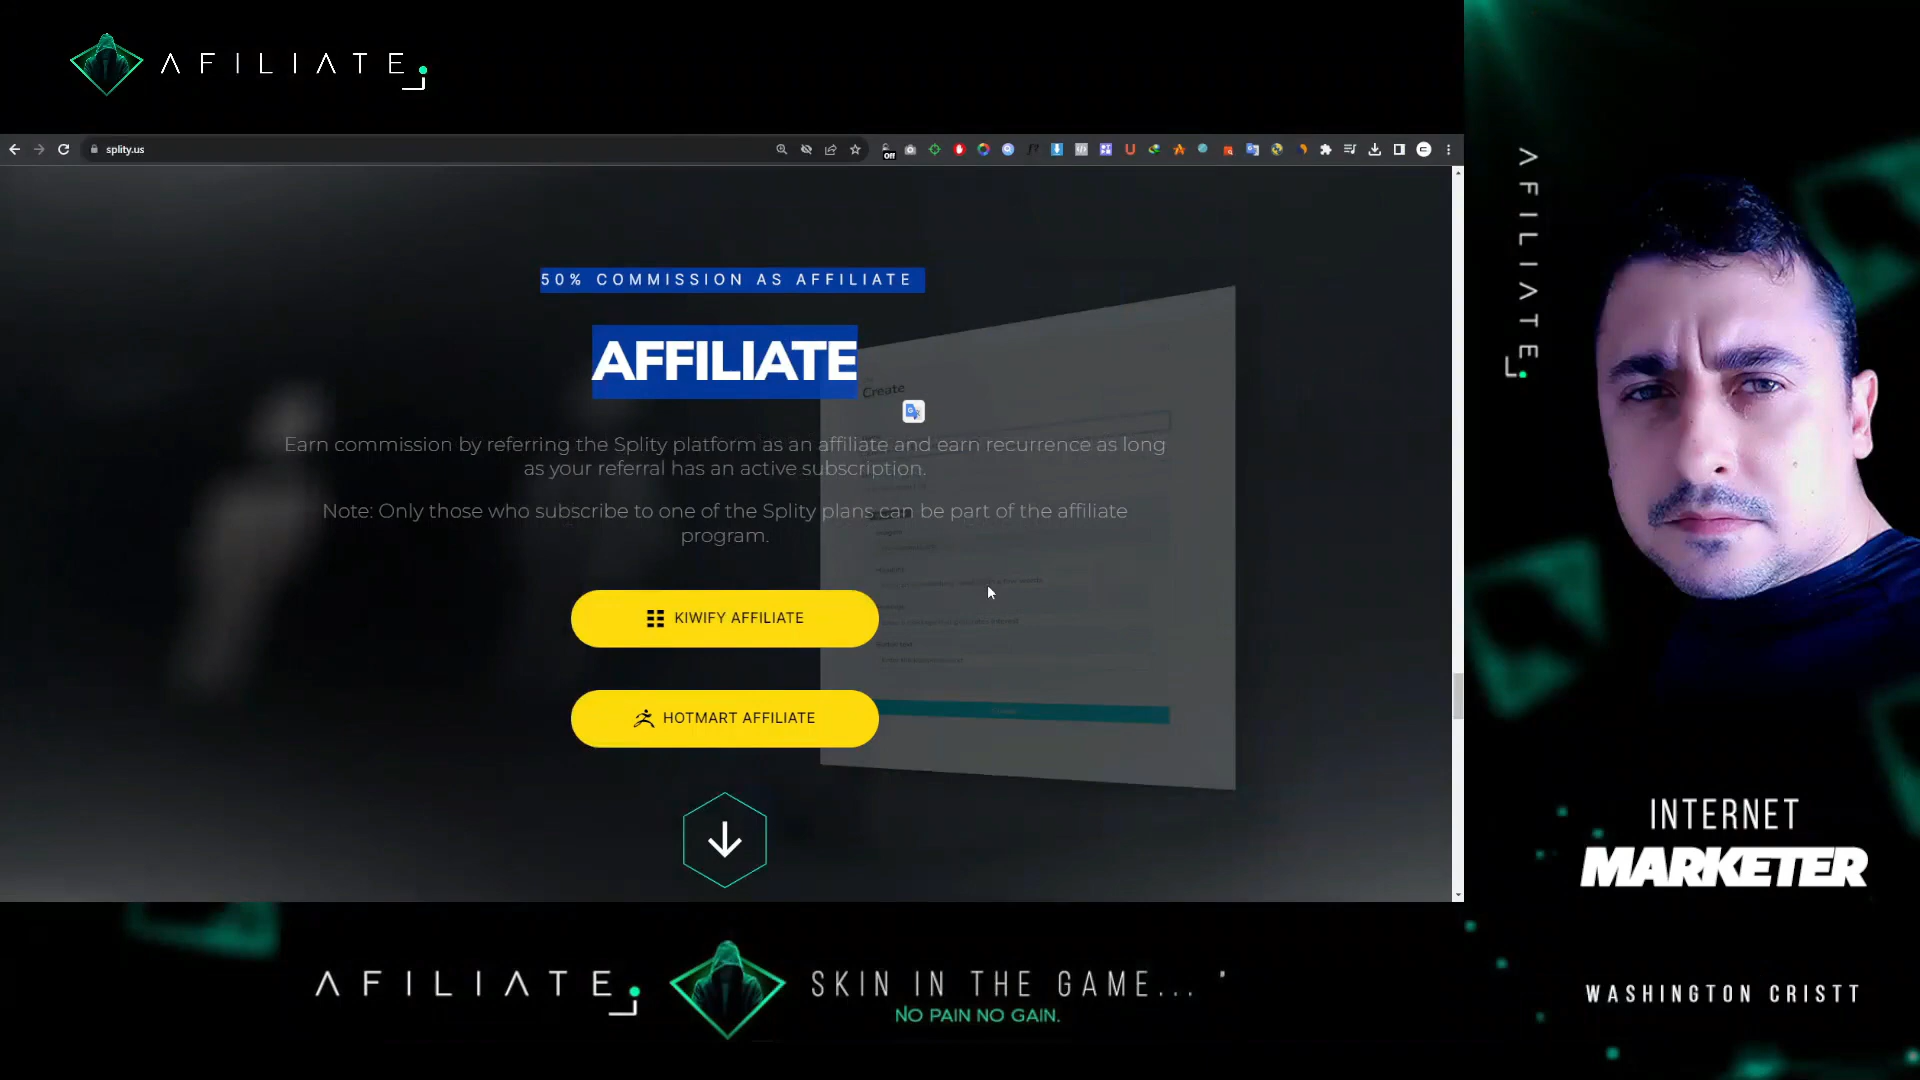 AFILIATE
splity.us
Off
50% COMMISSION AS AFFILIATE
AFFILIATE
Create
Earn commission by referring the Splity platform as an affiliate and earn recurrence as long
as your referral has an active subscription.
Note: Only those who subscribe to one of the Splity plans can be part of the affiliate
program.
KIWIFY AFFILIATE
HOTMART AFFILIATE
AFILIATE
INTERNET
MARKETER
WASHINGTON CRISTT
AFILIATE
SKIN IN THE GAME... "
NO PAIN NO GAIN.